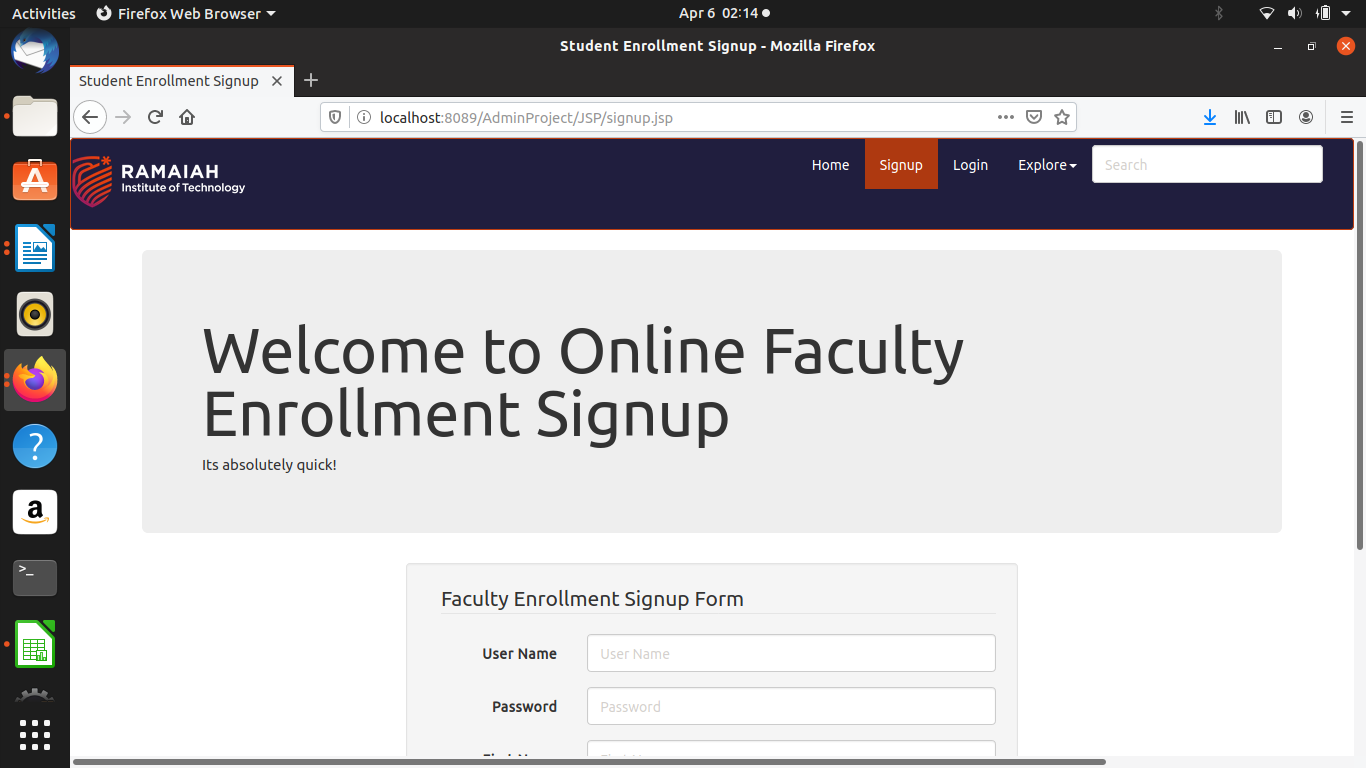 Activities
Firefox Web Browser
Apr 6 02:14
Student Enrollment Signup - Mozilla Firefox
Student Enrollment Signup
localhost:8089/AdminProject/JSP/signup.jsp
RAMAIAH
Institute of Technology
Home
Signup
Login
Explore
Search
Welcome to Online Faculty
Enrollment Signup
Its absolutely quick!
Faculty Enrollment Signup Form
User Name
User Name
Password
Password